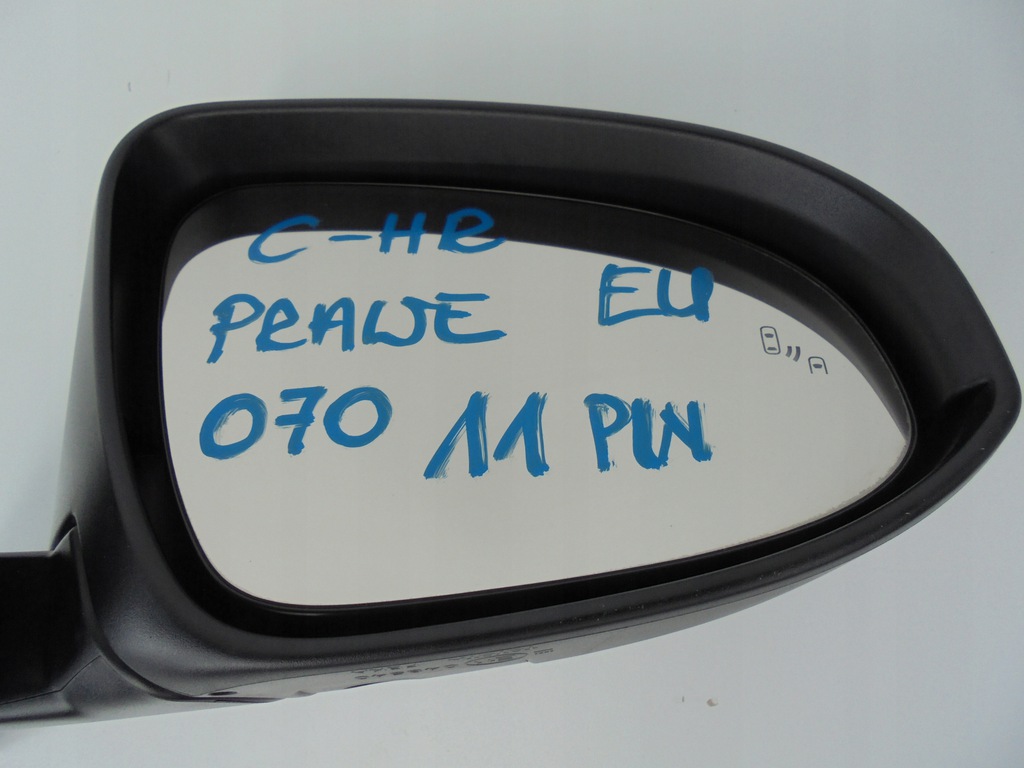 C-HR
PRAWE EU
070 11 PIN